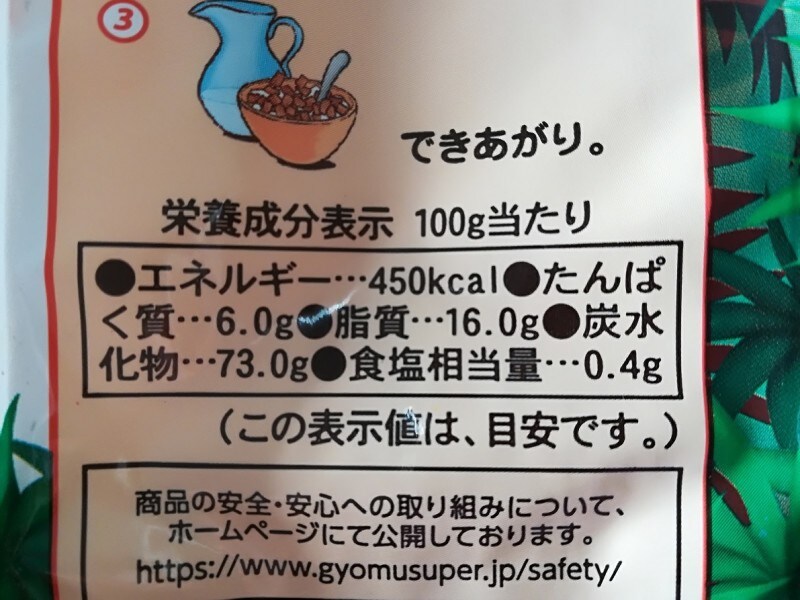 ③
できあがり。
栄養成分表示 100g当たり
●エネルギー…450kcal●たんぱ
く質…6.0g●脂質…16.0g●炭水
化物…73.0g●食塩相当量…0.4g
(この表示値は、目安です。)
商品の安全・安心への取り組みについて、
ホームページにて公開しております。
https://www.gyomusuper.jp/safety/